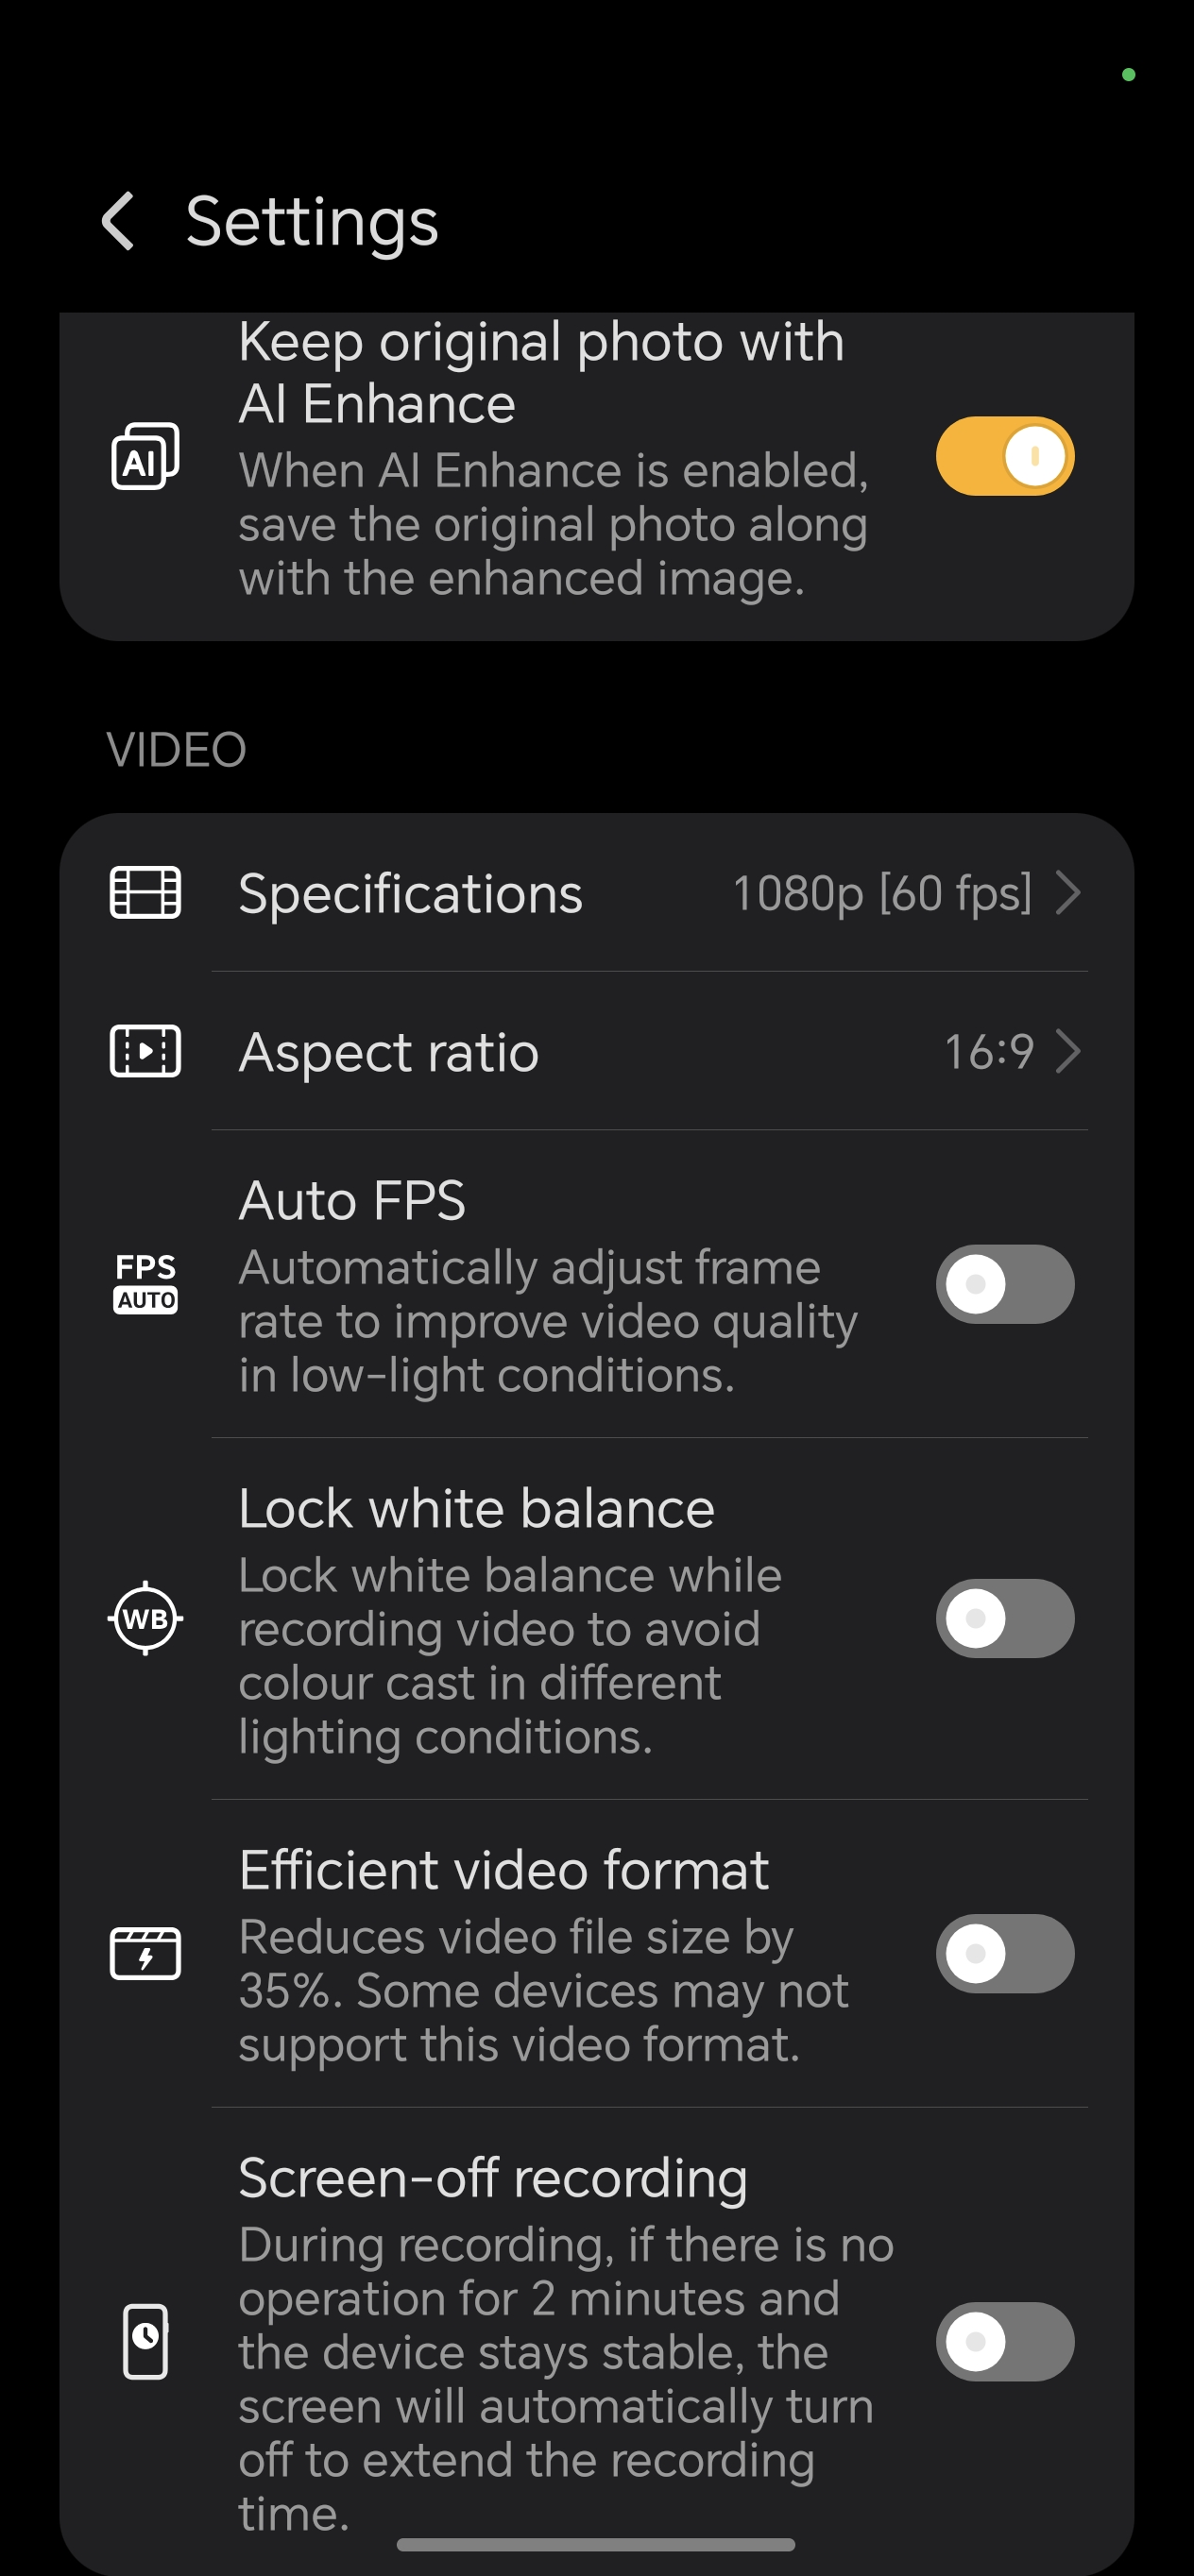 Settings
Keep original photo with
AI Enhance
AI
When AI Enhance is enabled,
save the original photo along
with the enhanced image.
VIDEO
Specifications 1080p [60 fps]
Aspect ratio 16:9
Auto FPS
FPS
AUTO
Automatically adjust frame
rate to improve video quality
in low-light conditions.
Lock white balance
WB
Lock white balance while
recording video to avoid
colour cast in different
lighting conditions.
Efficient video format
Reduces video file size by
35%. Some devices may not
support this video format.
Screen-off recording
During recording, if there is no
operation for 2 minutes and
the device stays stable, the
screen will automatically turn
off to extend the recording
time.